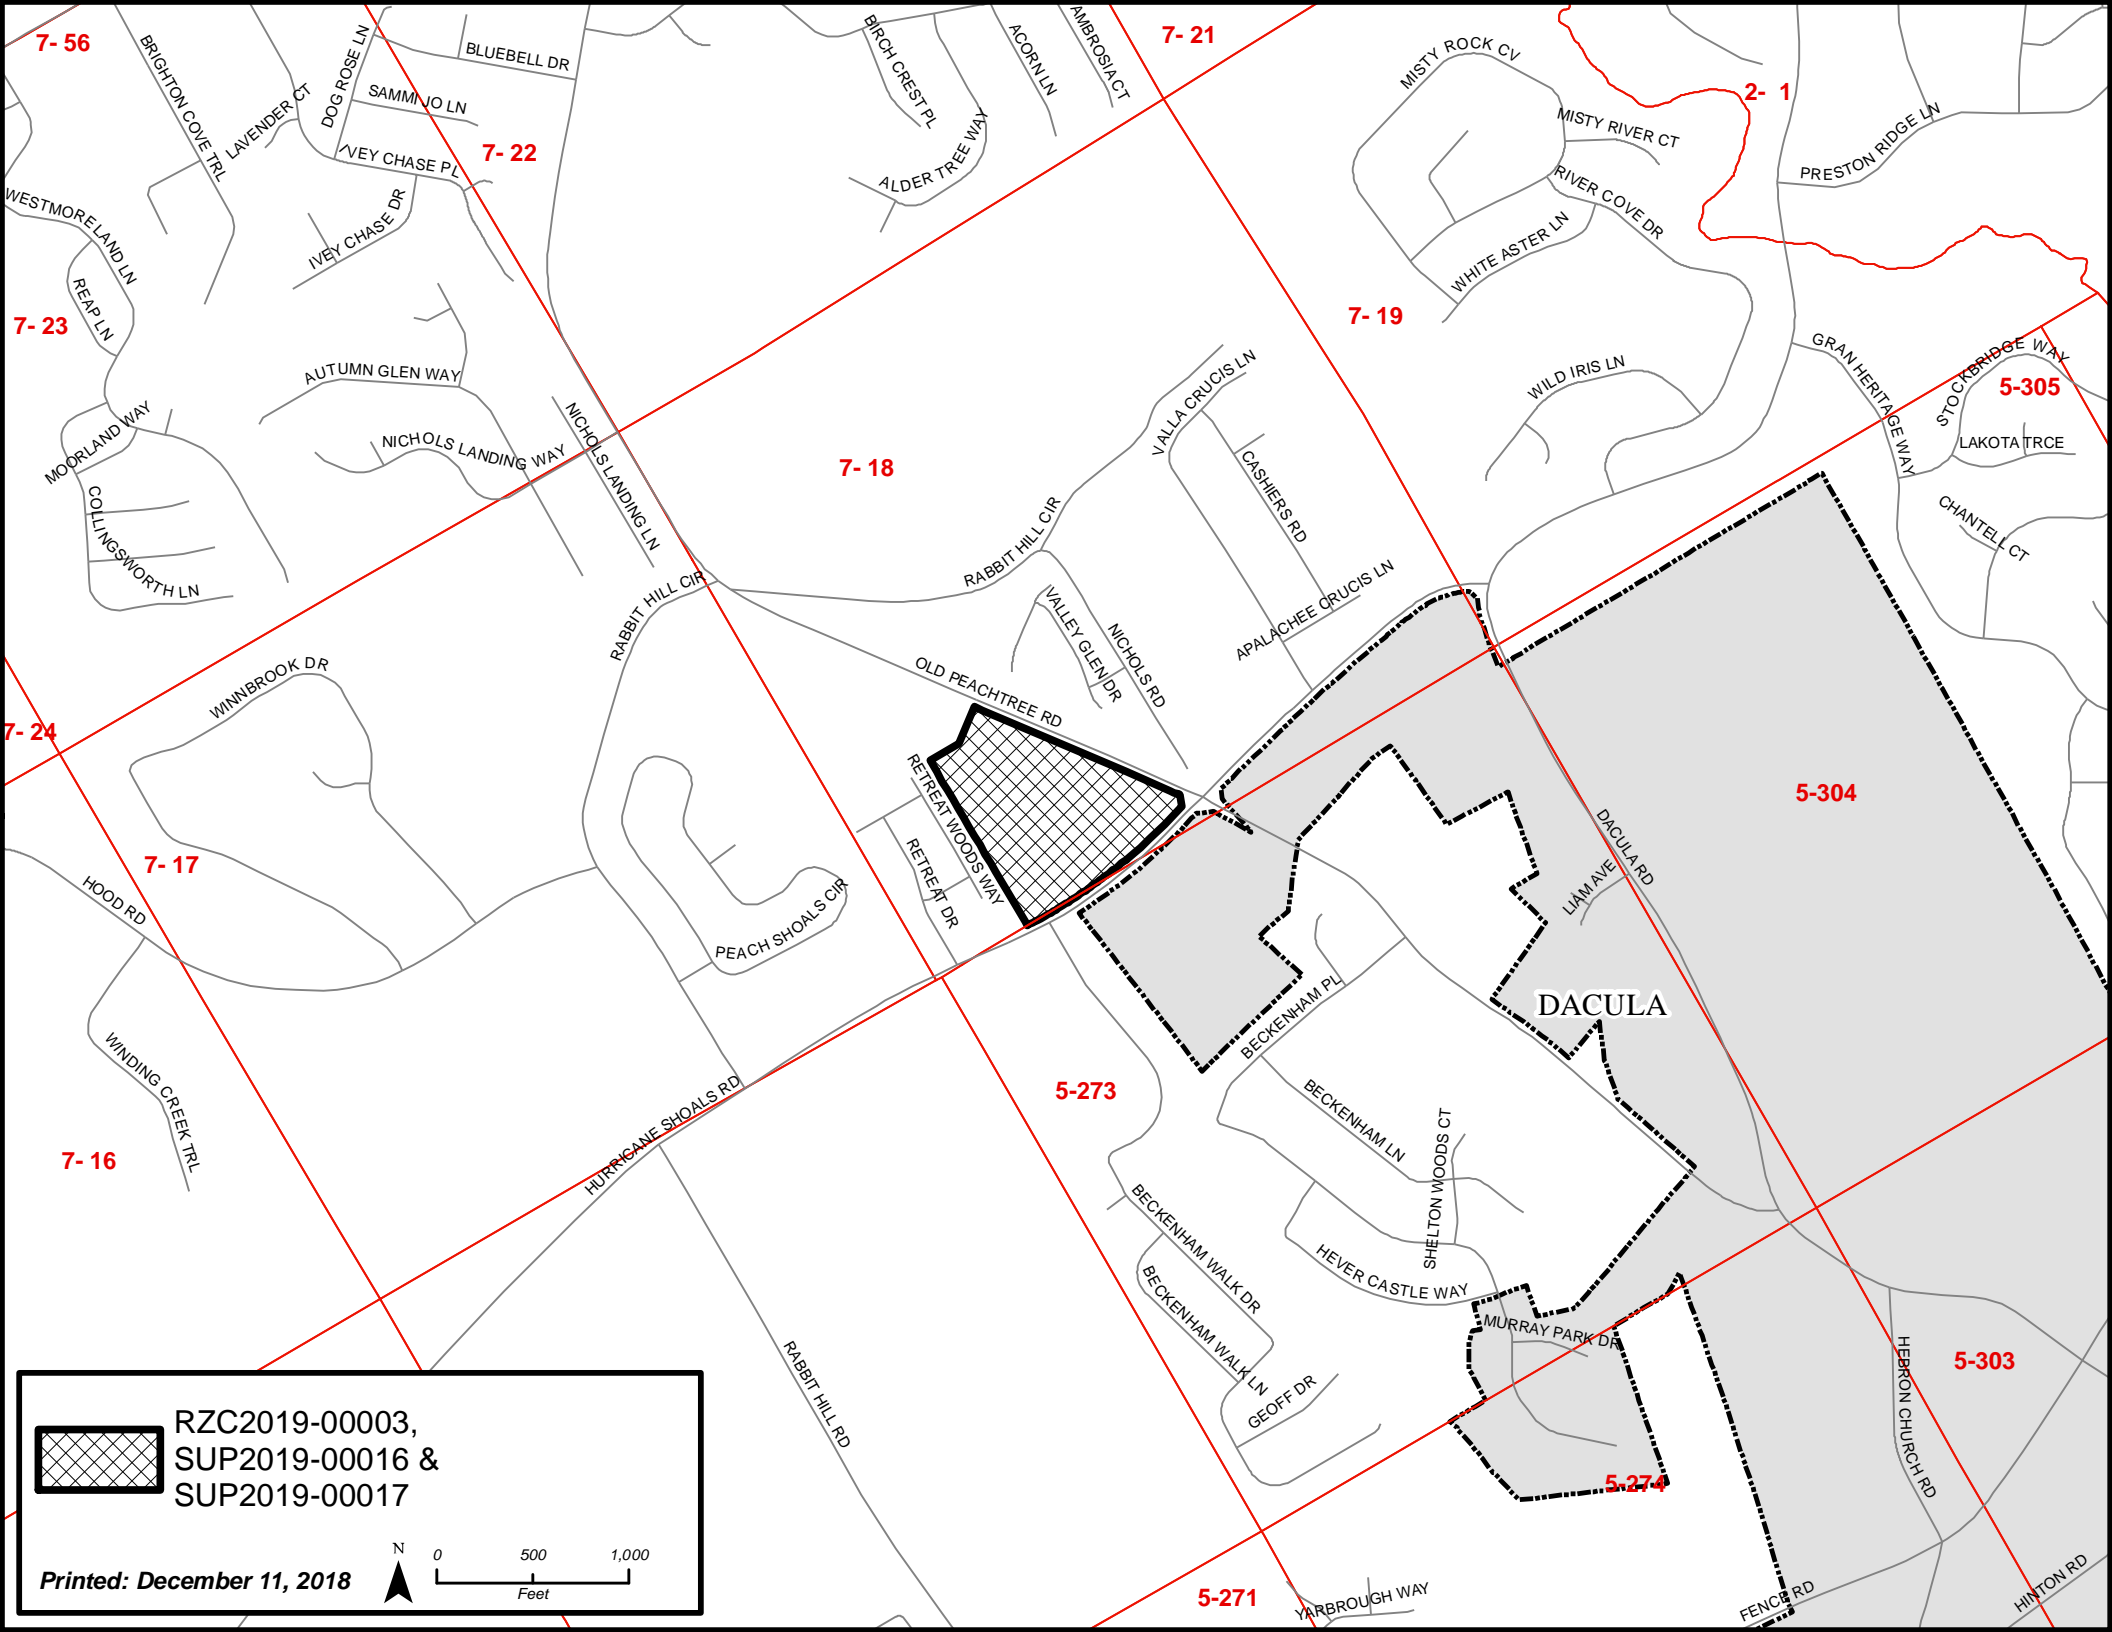 7- 56
BRIGHTON COVE TRL
LAVENDER CT
DOG ROSE LN
BLUEBELL DR
SAMMI JO LN
IVEY CHASE PL
7- 22
IVEY CHASE DR
BIRCH CREST PL
ALDER TREE WAY
ACORN LN
AMBROSIA CT
7- 21
MISTY ROCK CV
MISTY RIVER CT
2- 1
PRESTON RIDGE LN
RIVER COVE DR
WHITE ASTER LN
WESTMORELAND LN
REAP LN
7- 23
7- 19
AUTUMN GLEN WAY
MOORLAND WAY
NICHOLS LANDING WAY
NICHOLS LANDING LN
COLLINGSWORTH LN
7- 18
VALLA CRUCIS LN
CASHIERS RD
WILD IRIS LN
GRAN HERITAGE WAY
STOCKBRIDGE WAY
5-305
LAKOTA TRCE
CHANTELL CT
RABBIT HILL CIR
RABBIT HILL CIR
VALLEY GLEN DR
NICHOLS RD
APALACHEE CRUCIS LN
WINNBROOK DR
OLD PEACHTREE RD
7- 24
RETREAT WOODS WAY
RETREAT DR
5-304
DACULA RD
LIAM AVE
7- 17
HOOD RD
PEACH SHOALS CIR
DACULA
BECKENHAM PL
WINDING CREEK TRL
HURRICANE SHOALS RD
5-273
BECKENHAM LN
SHELTON WOODS CT
7- 16
BECKENHAM WALK DR
HEVER CASTLE WAY
BECKENHAM WALK LN
MURRAY PARK DR
RABBIT HILL RD
GEOFF DR
HEBRON CHURCH RD
5-303
5-274
5-271
YARBROUGH WAY
FENCE RD
HINTON RD
RZC2019-00003,
SUP2019-00016 &
SUP2019-00017
Printed: December 11, 2018
N
0 500 1,000
Feet